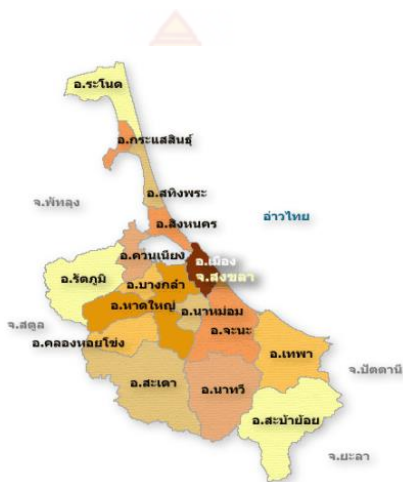 อ.ระโนด
อ.กระแสสินธุ์
อ.สทิงพระ
จ.พัทลุง
อ.สิงหนคร
อ่าวไทย
อ.ควนเนียง
อ.เมือง
จ.สงขลา
อ.รัตภูมิ
อ.บางกล่ำ
อ.หาดใหญ่
อ.นาหม่อม
จ.สตูล
อ.จะนะ
อ.คลองหอยโข่ง
อ.เทพา
จ.ปัตตานี
อ.สะเดา
อ.นาทวี
อ.สะบ้าย้อย
จ.ยะลา